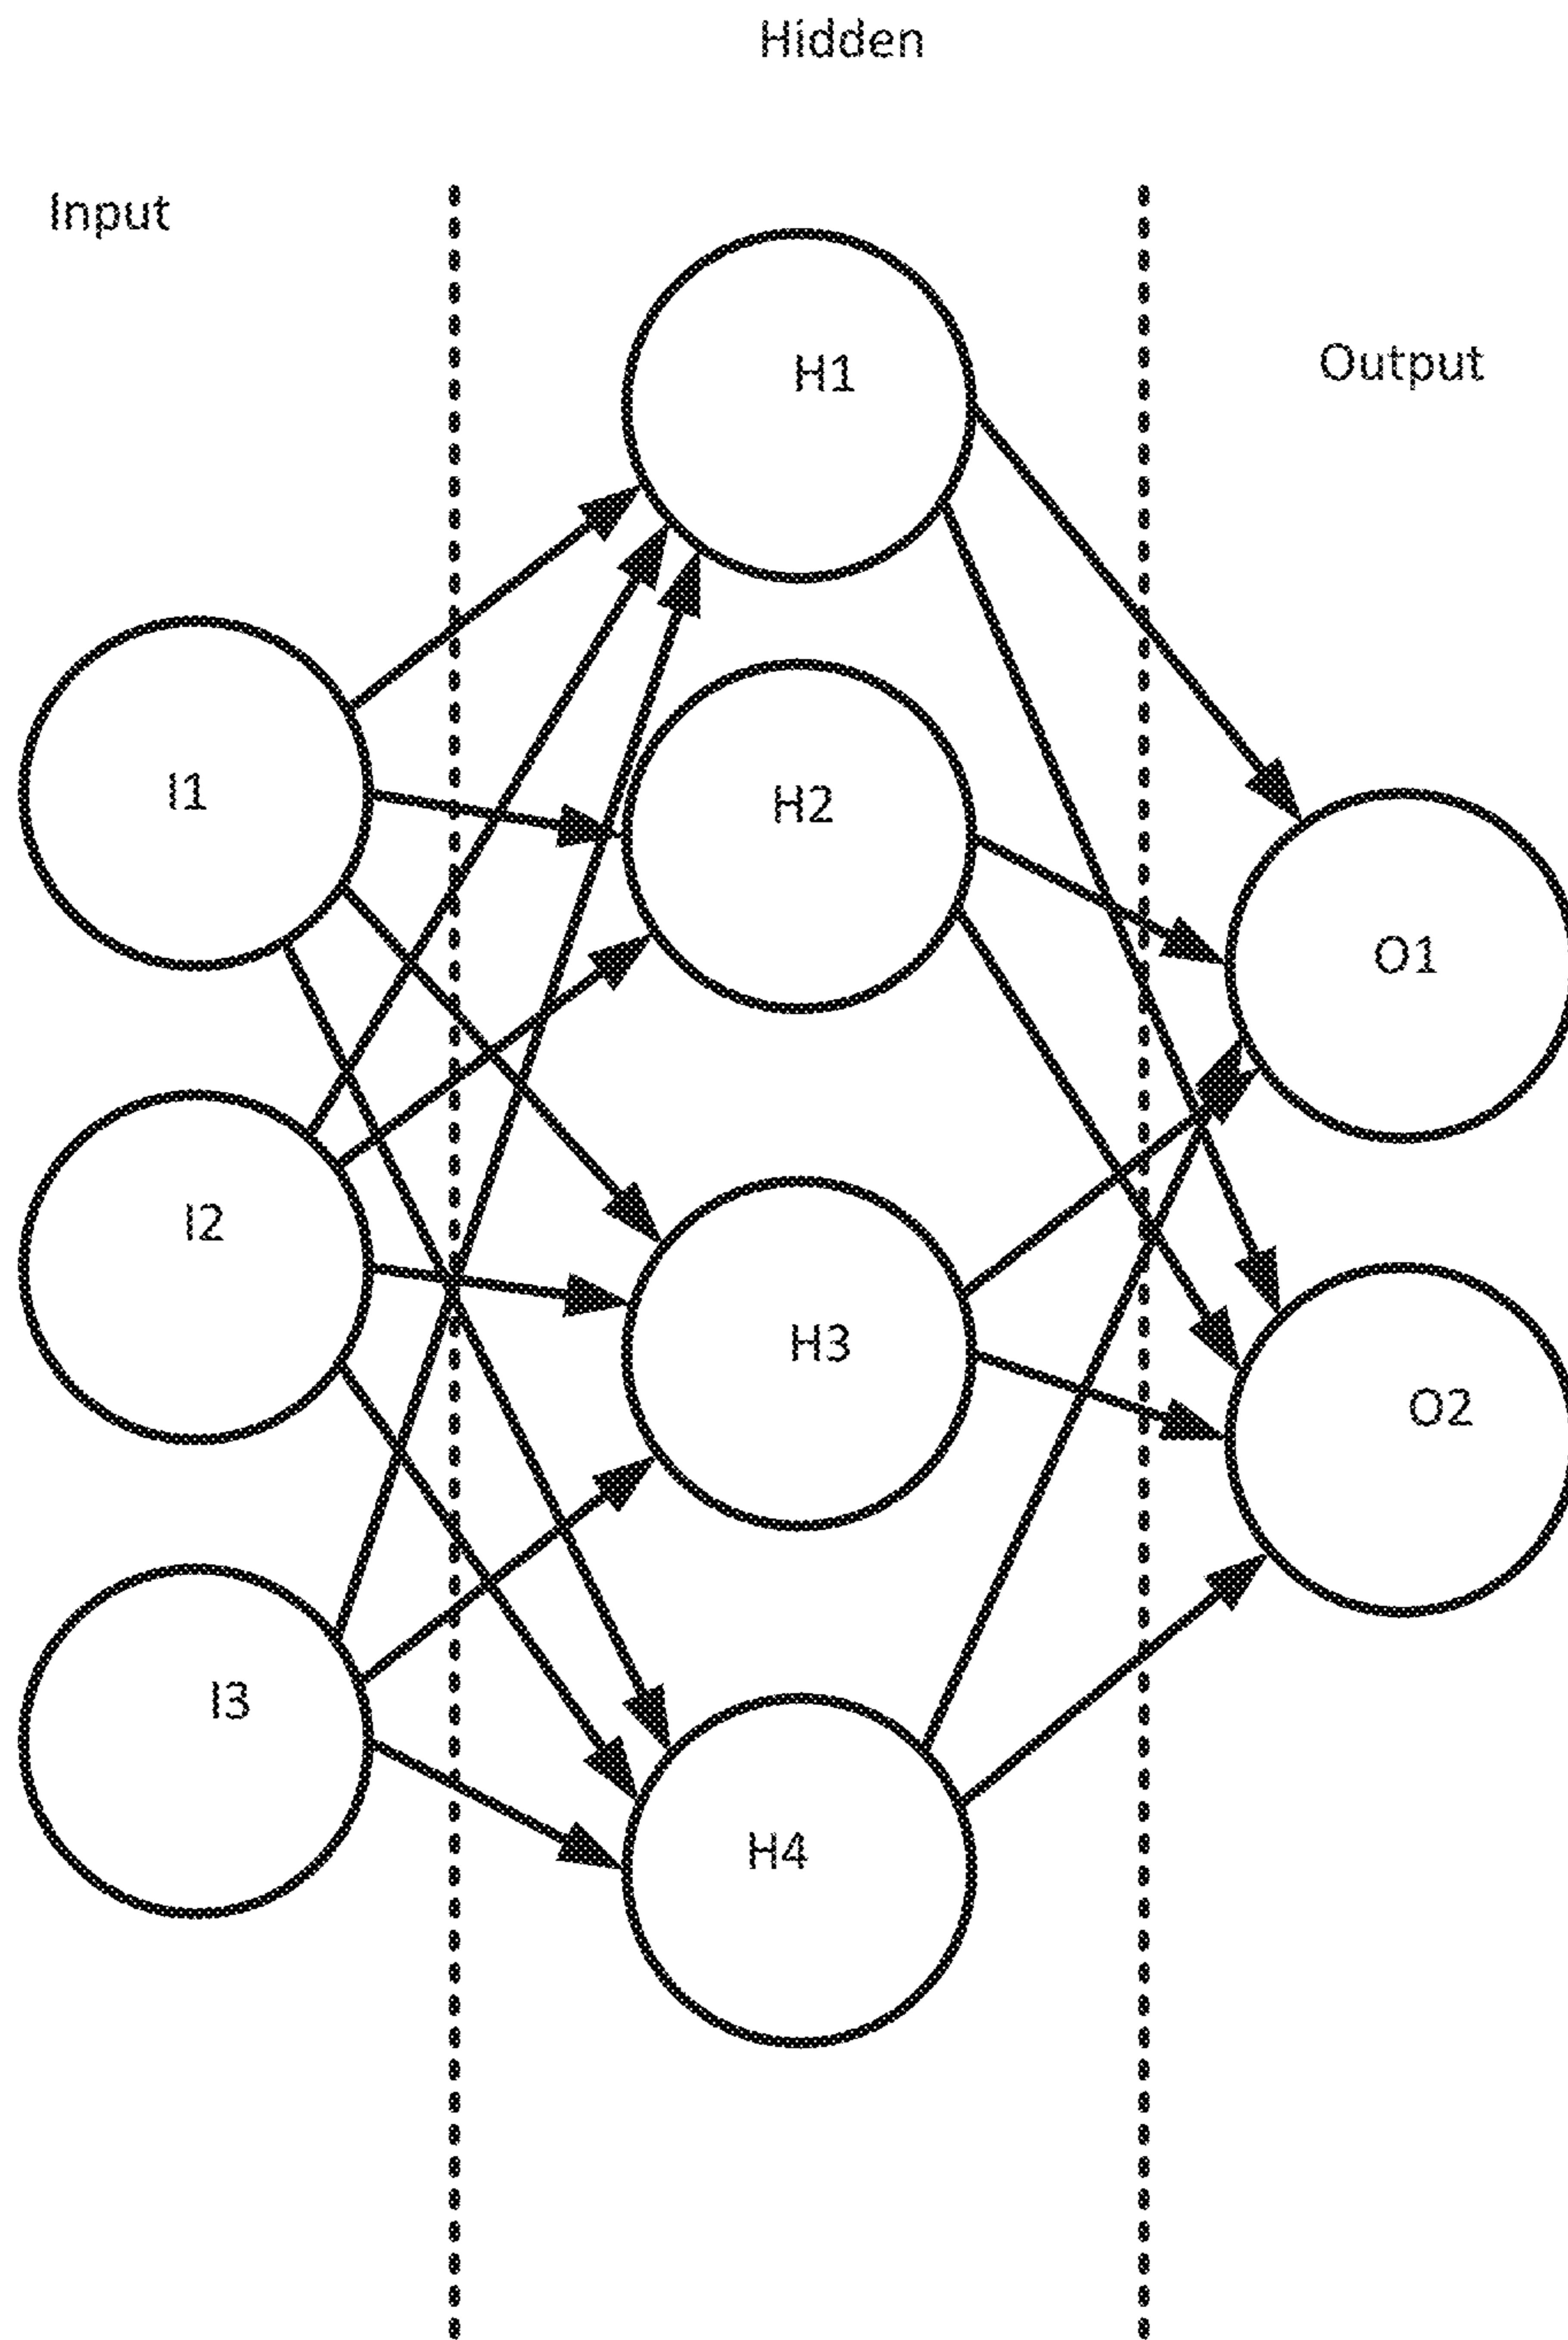 Hidden
Input
Output
H1
I1
H2
O1
I2
H3
O2
I3
H4